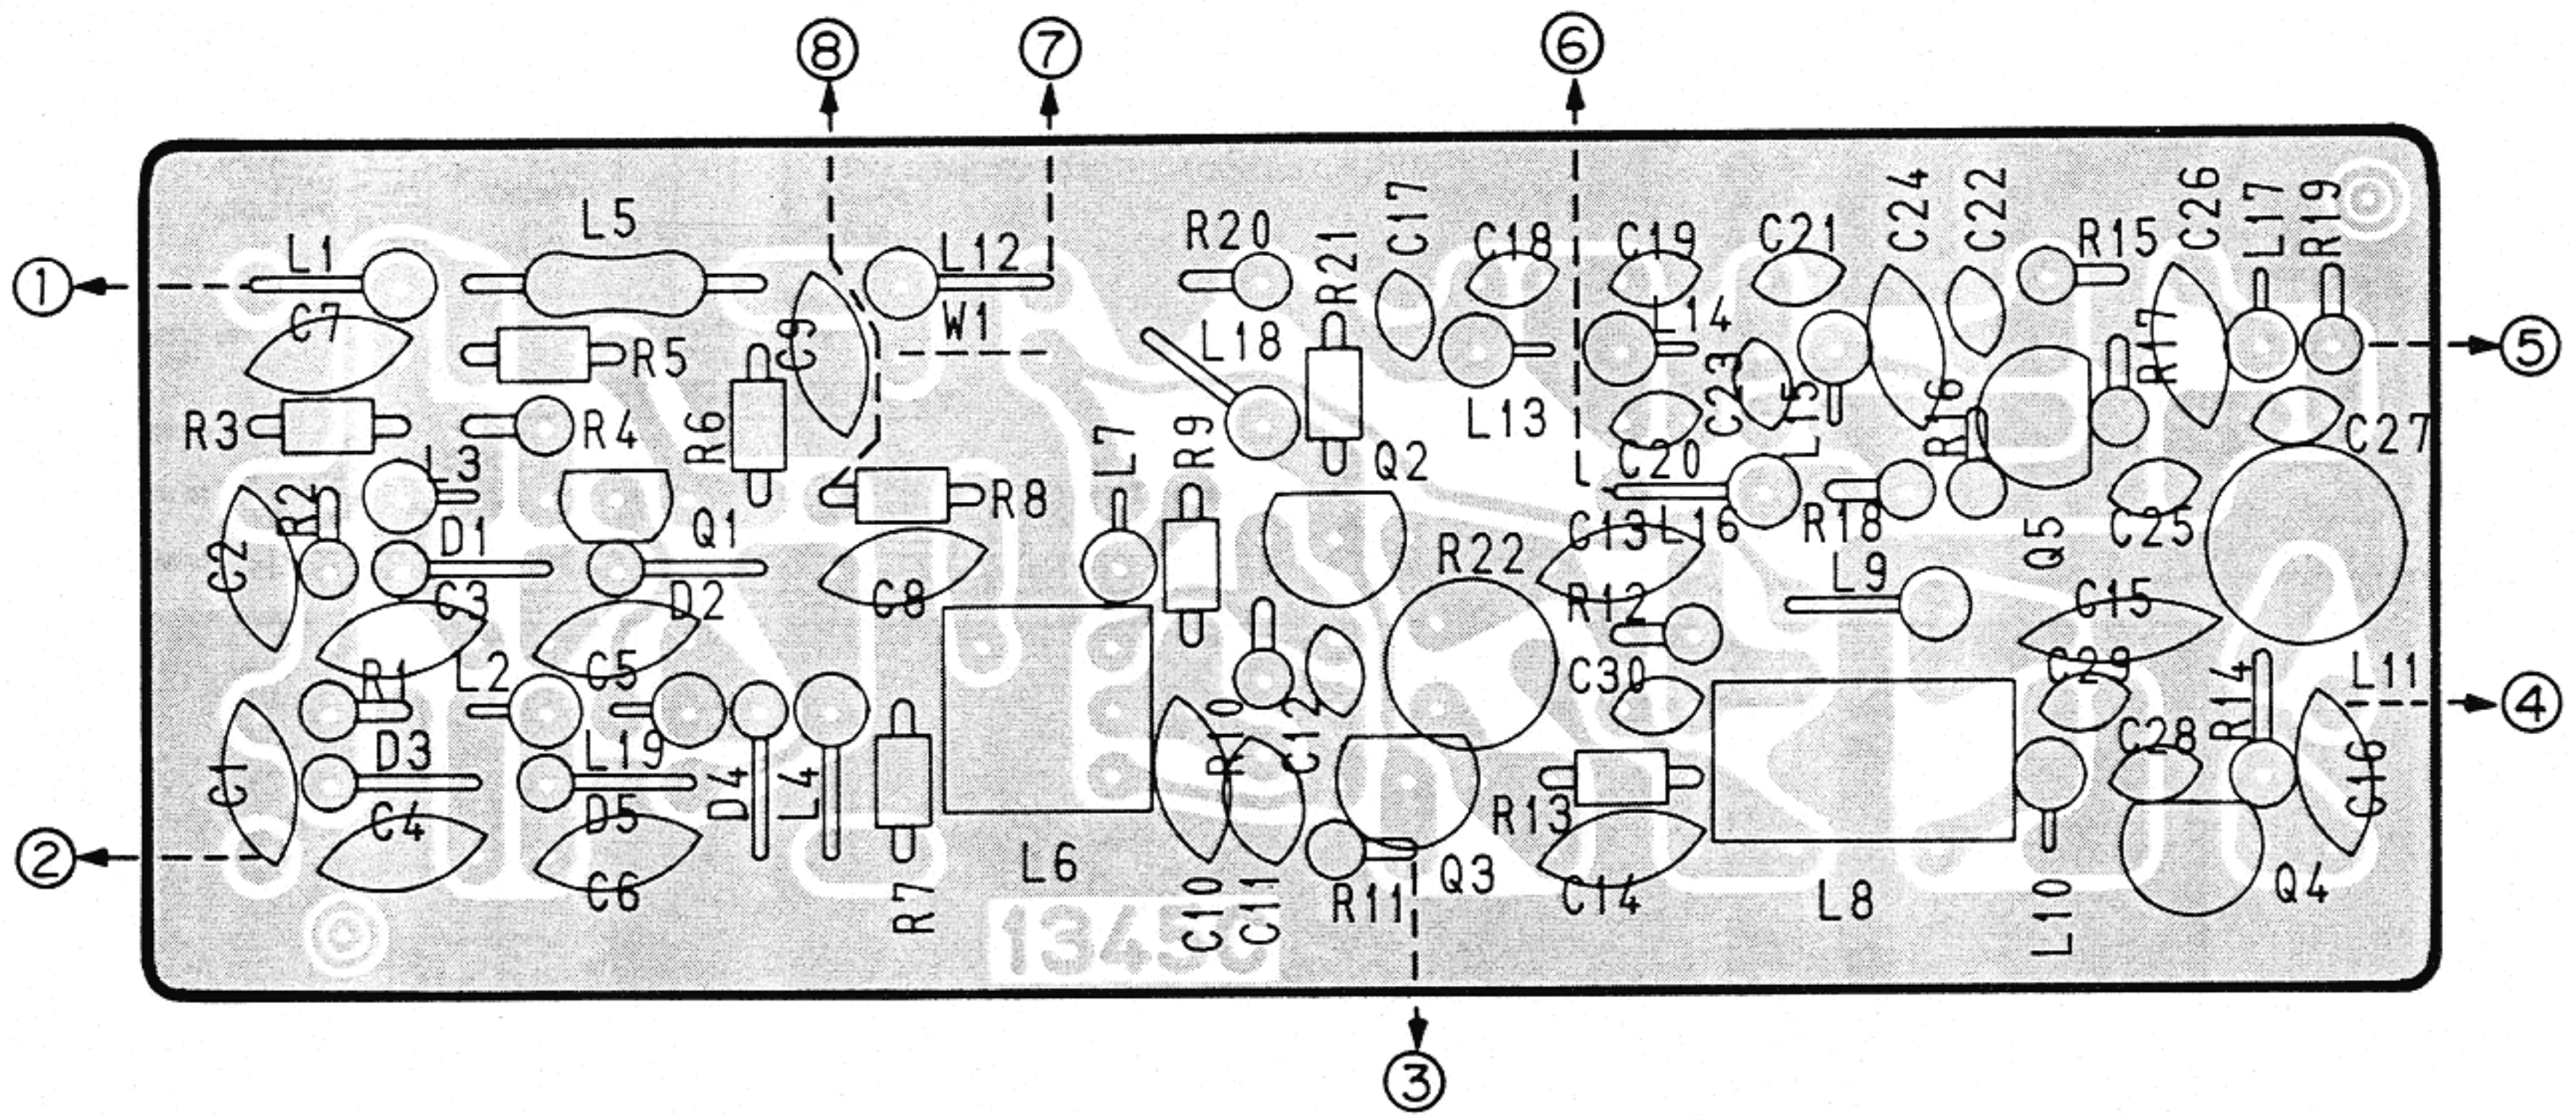 8 7 6
L5 R20 C17 C18 C19 C21 C24 C22 R15 C26 L17 R19
1 L1 L12 R21
C7 R5 C9 W1 L18 L14 R17 5
R3 R4 R6 L7 R9 Q2 L13 C23 L15 R16 C27
L3 C20
R2 R8 C13 L16 R18 C25
C2 D1 Q1 R22 L9 Q5
C3 D2 C8 R12 C15
R1 L2 C5 R10 C12 C30 C29 R14 L11 4
D3 L19 C28
C1 C4 D5 D4 L4 R13 C16
2 C6 R7 L6 C10 C11 R11 Q3 C14 L8 L10 Q4
1345
3